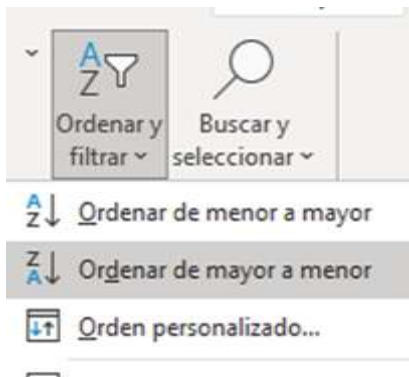 Ordenar y
filtrar
Buscar y
seleccionar
Ordenar de menor a mayor
Ordenar de mayor a menor
Orden personalizado...